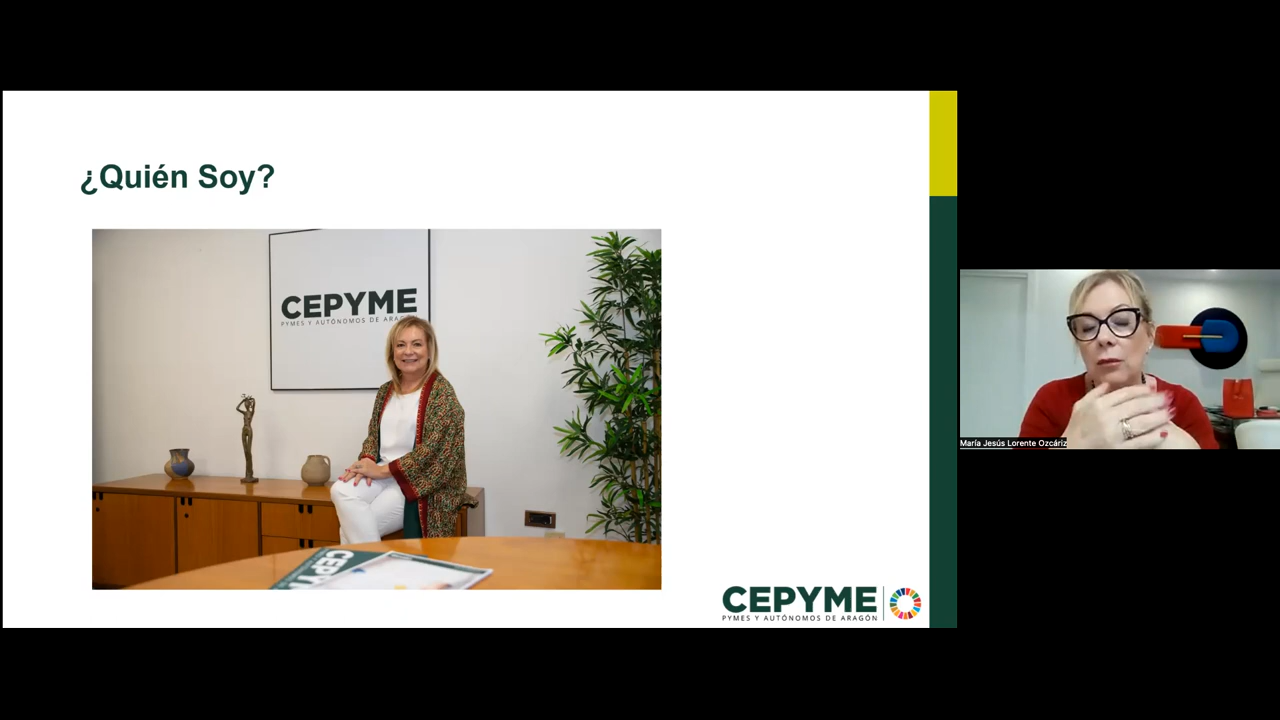 ¿Quién Soy?
CEPYME
PYMES Y AUTÓNOMOS DE ARAGÓN
CEPYME
PYMES Y AUTÓNOMOS DE ARAGÓN
María Jesús Lorente Ozcáriz